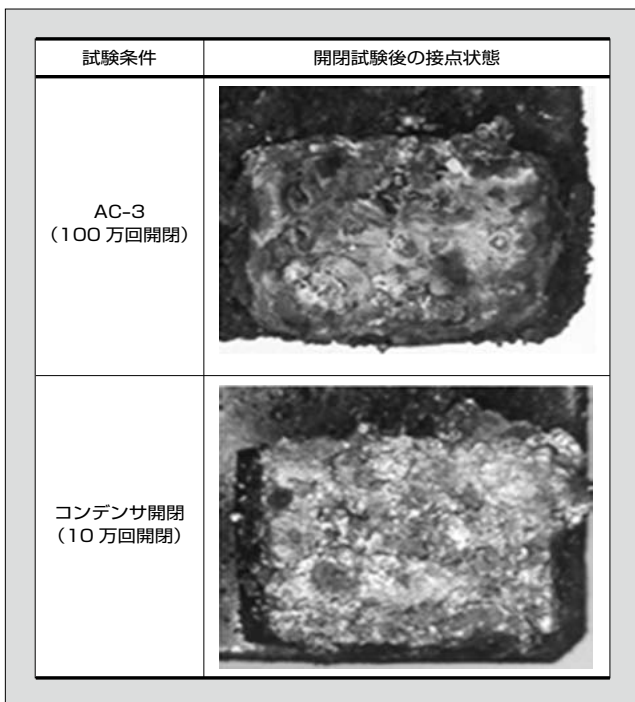 試験条件
開閉試験後の接点状態
AC-3
（100 万回開閉）
コンデンサ開閉
（10 万回開閉）